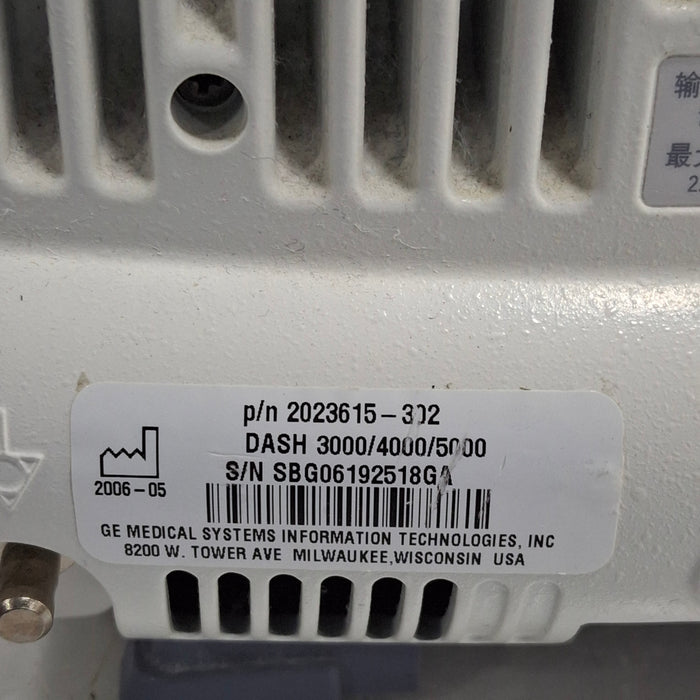 输
最大
p/n 2023615-302
DASH 3000/4000/5000
S/N SBG06192518GA
2006-05
GE MEDICAL SYSTEMS INFORMATION TECHNOLOGIES, INC
8200 W. TOWER AVE MILWAUKEE, WISCONSIN USA